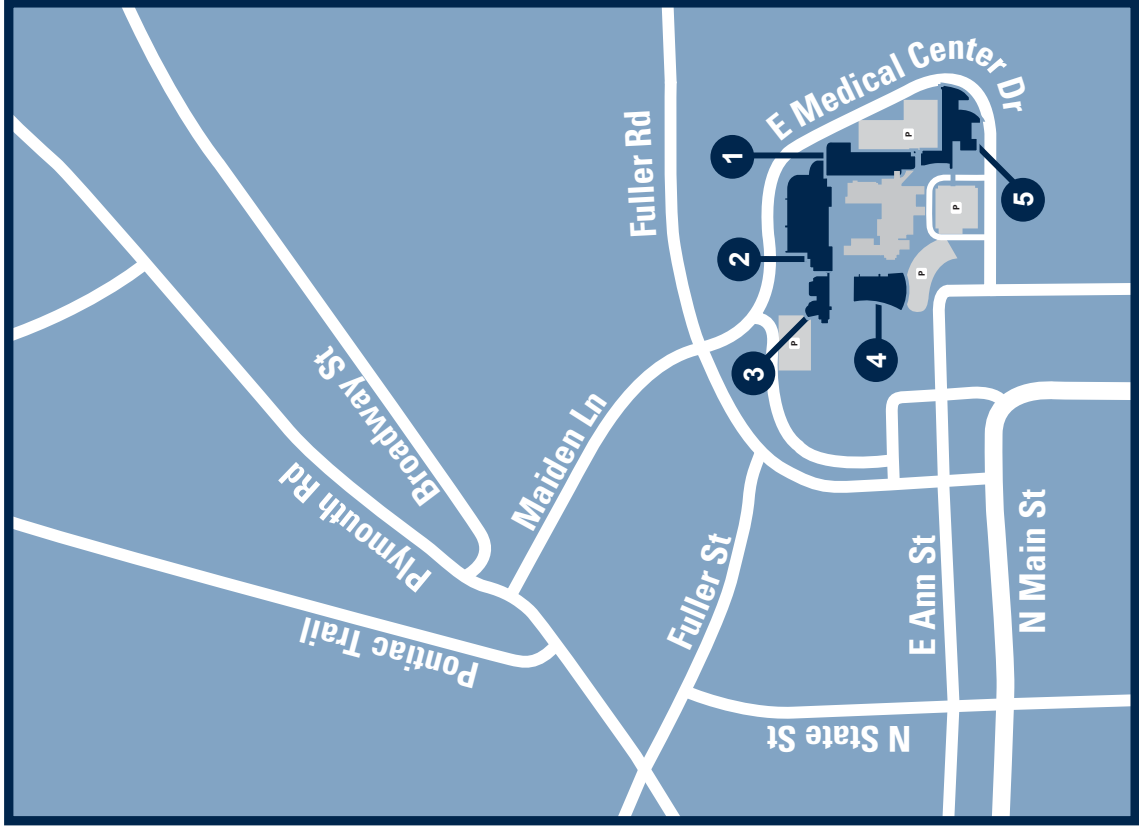 Pontiac Trail
Plymouth Rd
Broadway St
Maiden Ln
Fuller Rd
Fuller St
N State St
E Ann St
N Main St
E Medical Center Dr
1
2
3
4
5
P
P
P
P